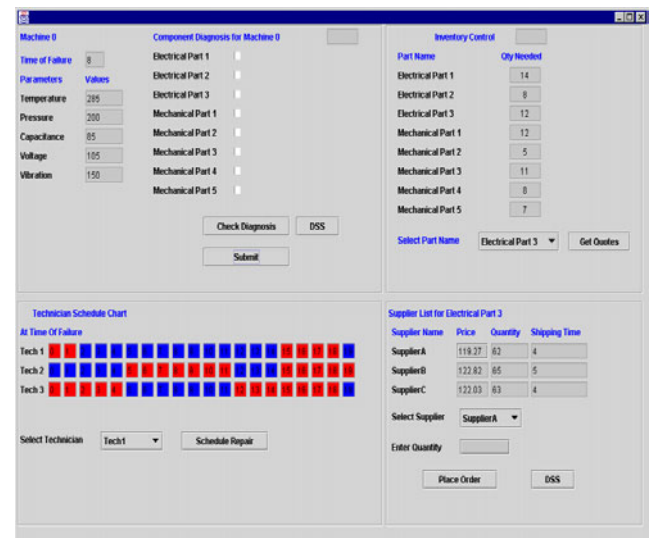 Machine 0
Time of Failure 8
Parameters Values
Temperature 285
Pressure 200
Capacitance 85
Voltage 105
Vibration 150
Component Diagnosis for Machine 0
Electrical Part 1
Electrical Part 2
Electrical Part 3
Mechanical Part 1
Mechanical Part 2
Mechanical Part 3
Mechanical Part 4
Mechanical Part 5
Check Diagnosis DSS
Submit
Inventory Control
Part Name Qty Needed
Electrical Part 1 14
Electrical Part 2 8
Electrical Part 3 12
Mechanical Part 1 12
Mechanical Part 2 5
Mechanical Part 3 11
Mechanical Part 4 8
Mechanical Part 5 7
Select Part Name Electrical Part 3 Get Quotes
Technician Schedule Chart
At Time Of Failure
Tech 1
Tech 2
Tech 3
Select Technician Tech1 Schedule Repair
Supplier List for Electrical Part 3
Supplier Name Price Quantity Shipping Time
SupplierA 119.27 62 4
SupplierB 122.82 65 5
SupplierC 122.03 63 4
Select Supplier SupplierA
Enter Quantity
Place Order DSS